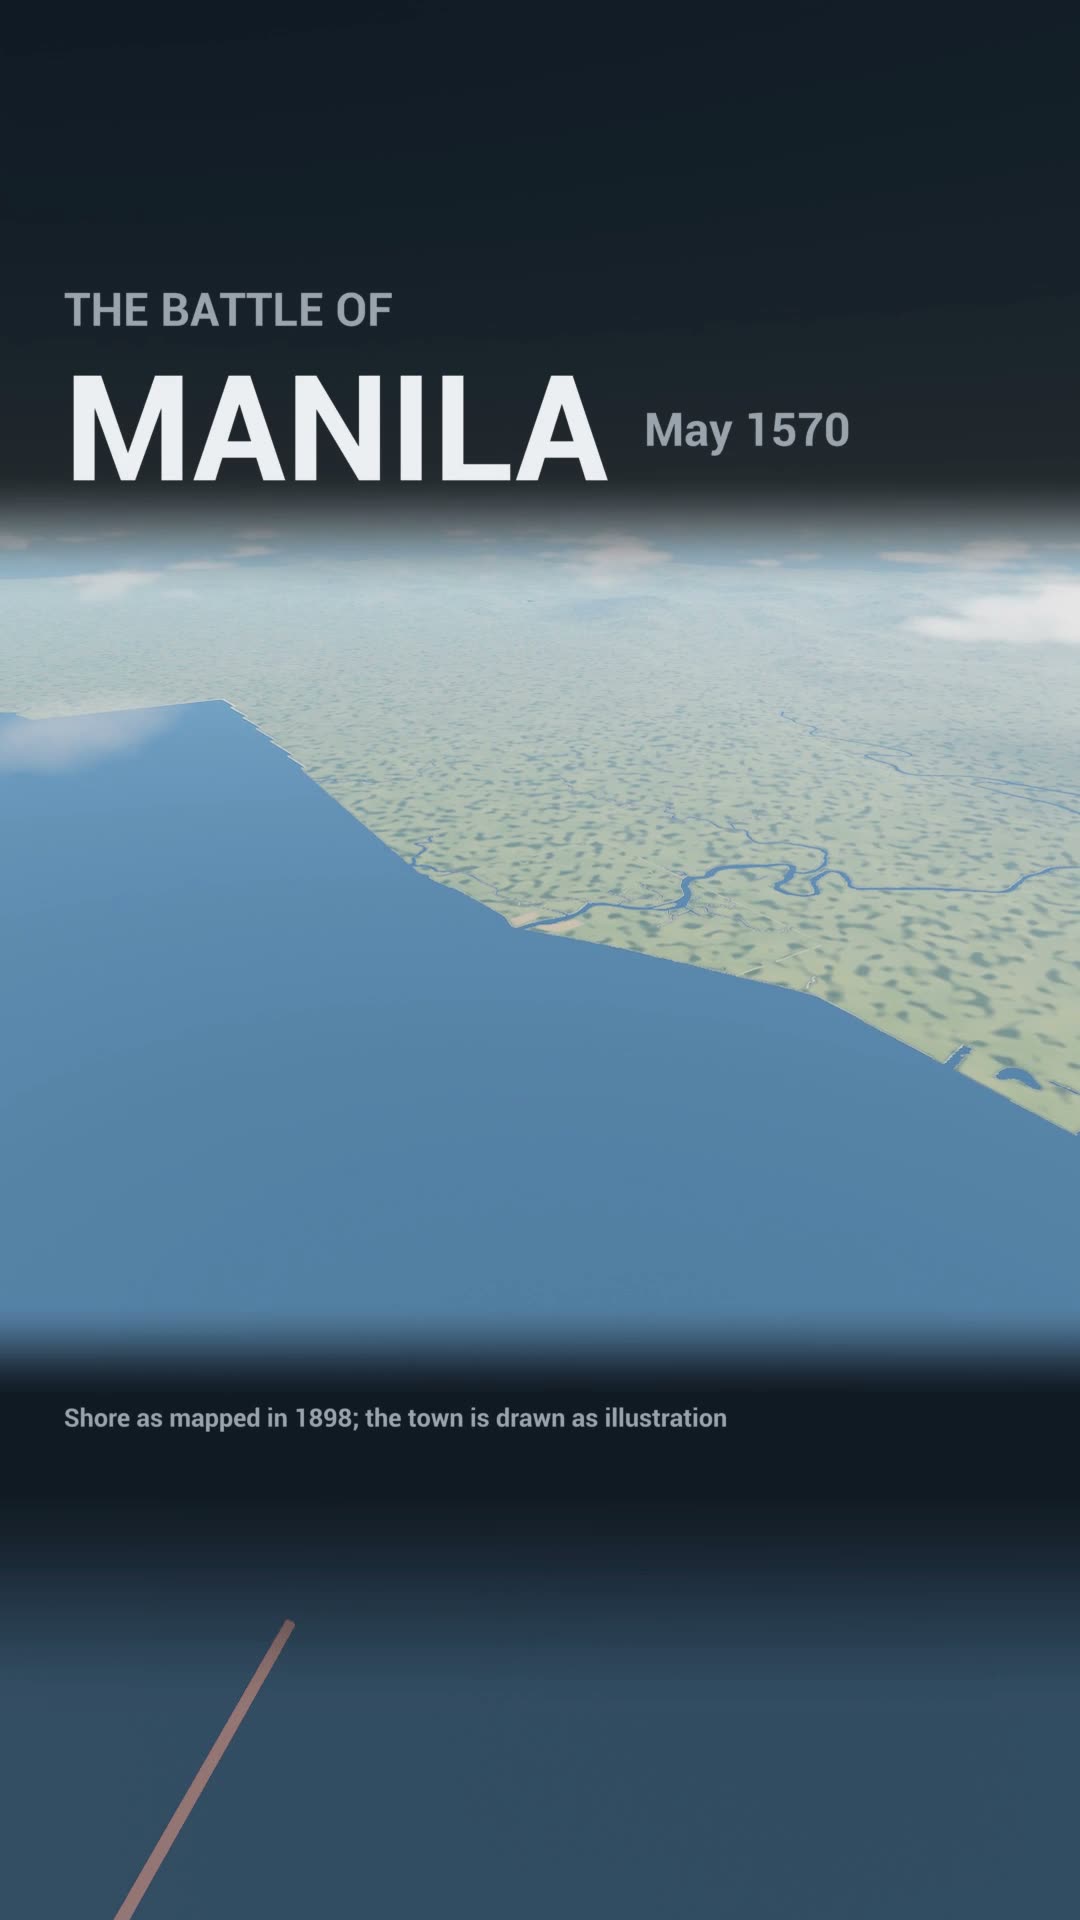 THE BATTLE OF
MANILA May 1570
Shore as mapped in 1898; the town is drawn as illustration